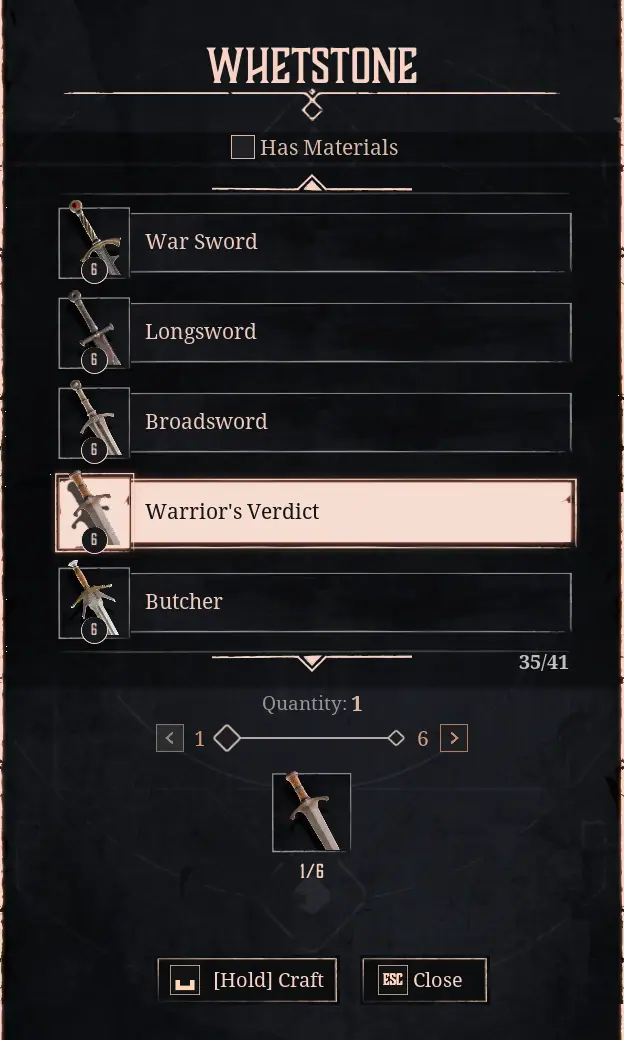 WHETSTONE
Has Materials
War Sword
6
Longsword
6
Broadsword
6
Warrior's Verdict
6
Butcher
6
35/41
Quantity: 1
< 1 6 >
1/6
[Hold] Craft
ESC Close